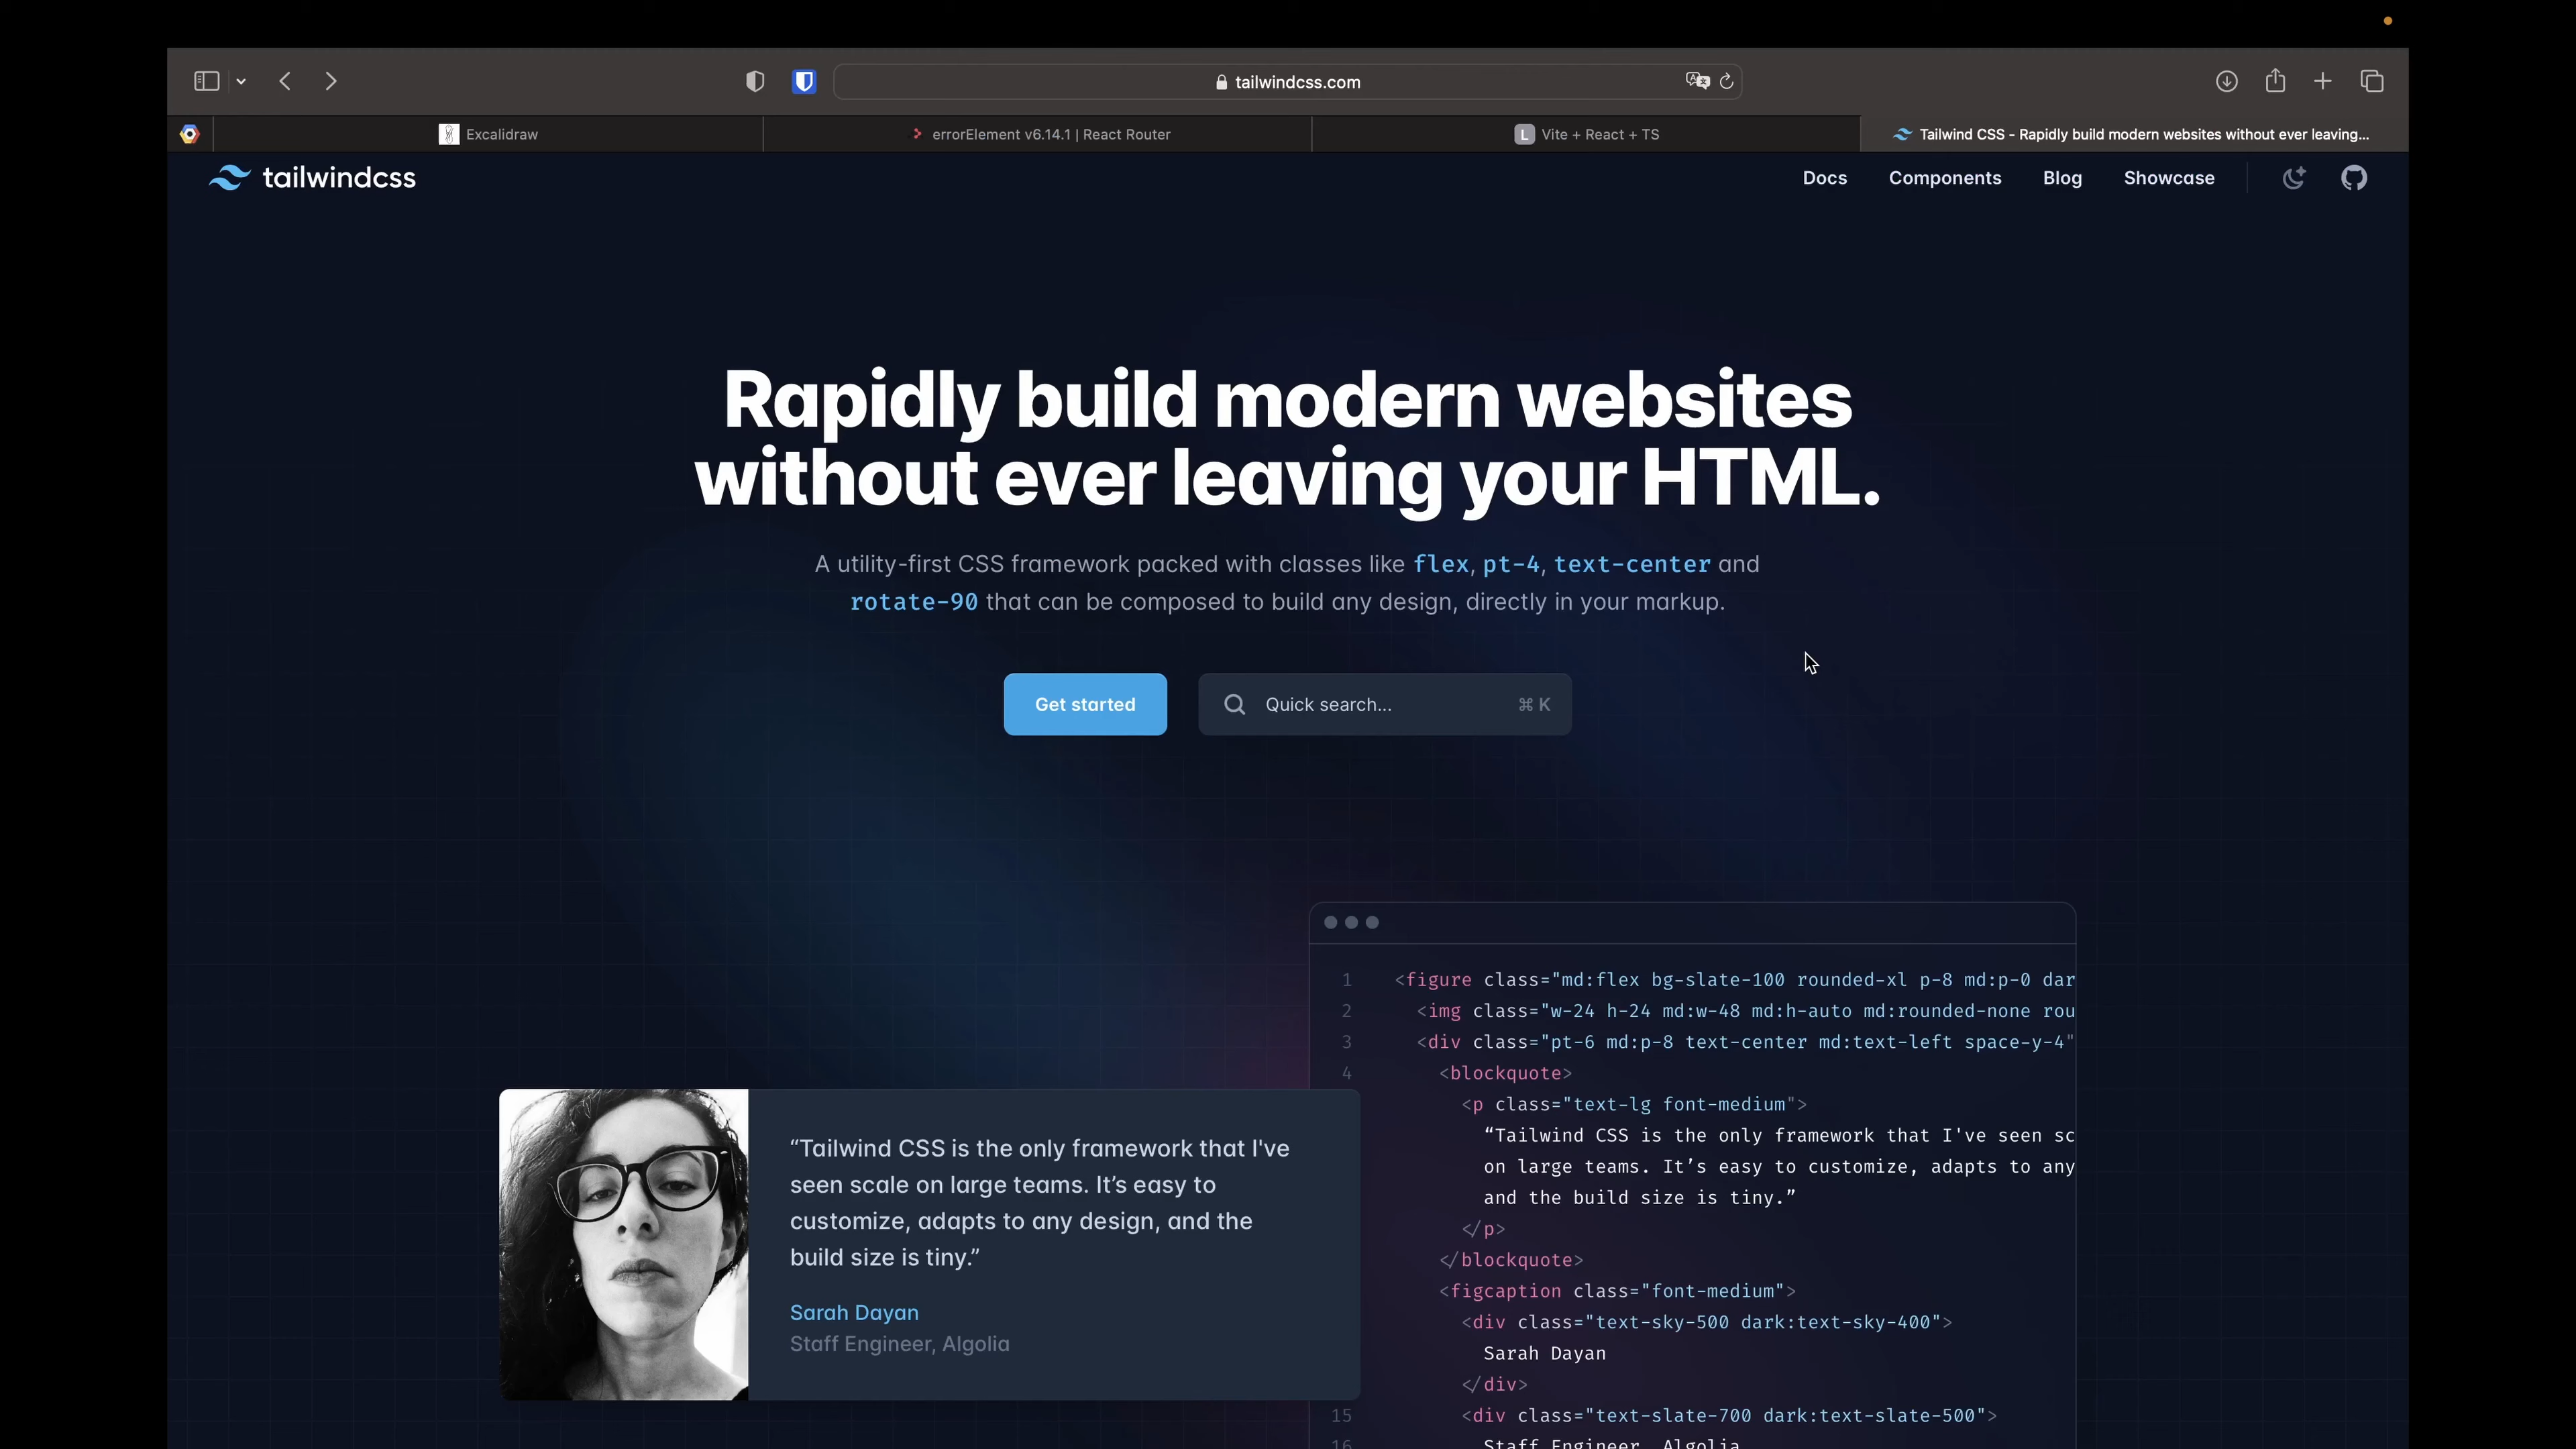 tailwindcss.com
Excalidraw
errorElement v6.14.1 | React Router
L Vite + React + TS
Tailwind CSS - Rapidly build modern websites without ever leaving...
tailwindcss
Docs
Components
Blog
Showcase
Rapidly build modern websites
without ever leaving your HTML.
A utility-first CSS framework packed with classes like flex, pt-4, text-center and
rotate-90 that can be composed to build any design, directly in your markup.
Get started
Quick search...
⌘ K
“Tailwind CSS is the only framework that I've
seen scale on large teams. It’s easy to
customize, adapts to any design, and the
build size is tiny.”
Sarah Dayan
Staff Engineer, Algolia
1 <figure class="md:flex bg-slate-100 rounded-xl p-8 md:p-0 dar
2 <img class="w-24 h-24 md:w-48 md:h-auto md:rounded-none rou
3 <div class="pt-6 md:p-8 text-center md:text-left space-y-4"
4 <blockquote>
<p class="text-lg font-medium">
“Tailwind CSS is the only framework that I've seen sc
on large teams. It’s easy to customize, adapts to any
and the build size is tiny.”
</p>
</blockquote>
<figcaption class="font-medium">
<div class="text-sky-500 dark:text-sky-400">
Sarah Dayan
</div>
15 <div class="text-slate-700 dark:text-slate-500">
16 Staff Engineer, Algolia